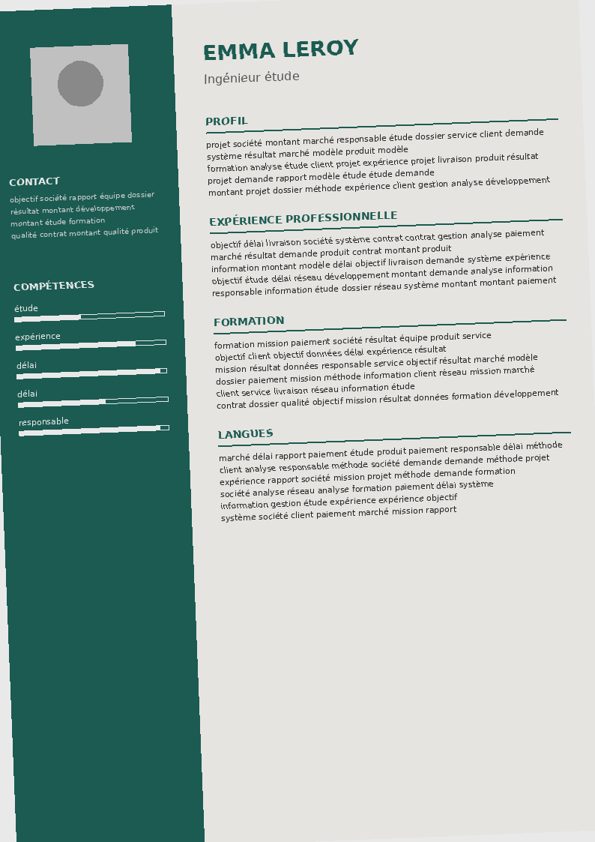 EMMA LEROY
Ingénieur étude
CONTACT
objectif société rapport équipe dossier
résultat montant développement
montant étude formation
qualité contrat montant qualité produit
COMPÉTENCES
étude
expérience
délai
délai
responsable
PROFIL
projet société montant marché responsable étude dossier service client demande
système résultat marché modèle produit modèle
formation analyse étude client projet expérience projet livraison produit résultat
projet demande rapport modèle étude étude demande
montant projet dossier méthode expérience client gestion analyse développement
EXPÉRIENCE PROFESSIONNELLE
objectif délai livraison société système contrat contrat gestion analyse paiement
marché résultat demande produit contrat montant produit
information montant modèle délai objectif livraison demande système expérience
objectif étude délai réseau développement montant demande analyse information
responsable information étude dossier réseau système montant montant paiement
FORMATION
formation mission paiement société résultat équipe produit service
objectif client objectif données délai expérience résultat
mission résultat données responsable service objectif résultat marché modèle
dossier paiement mission méthode information client réseau mission marché
client service livraison réseau information étude
contrat dossier qualité objectif mission résultat données formation développement
LANGUES
marché délai rapport paiement étude produit paiement responsable délai méthode
client analyse responsable méthode société demande demande méthode projet
expérience rapport société mission projet méthode demande formation
société analyse réseau analyse formation paiement délai système
information gestion étude expérience expérience objectif
système société client paiement marché mission rapport